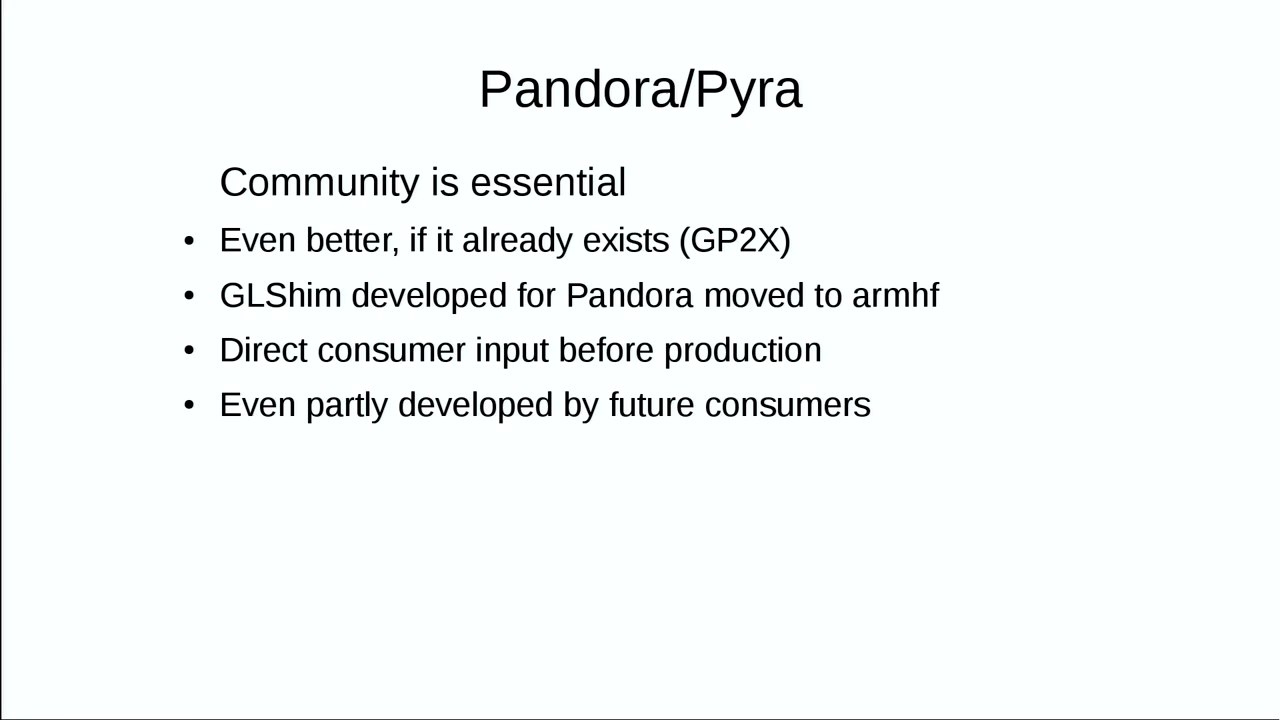 Pandora/Pyra
Community is essential
• Even better, if it already exists (GP2X)
• GLShim developed for Pandora moved to armhf
• Direct consumer input before production
• Even partly developed by future consumers